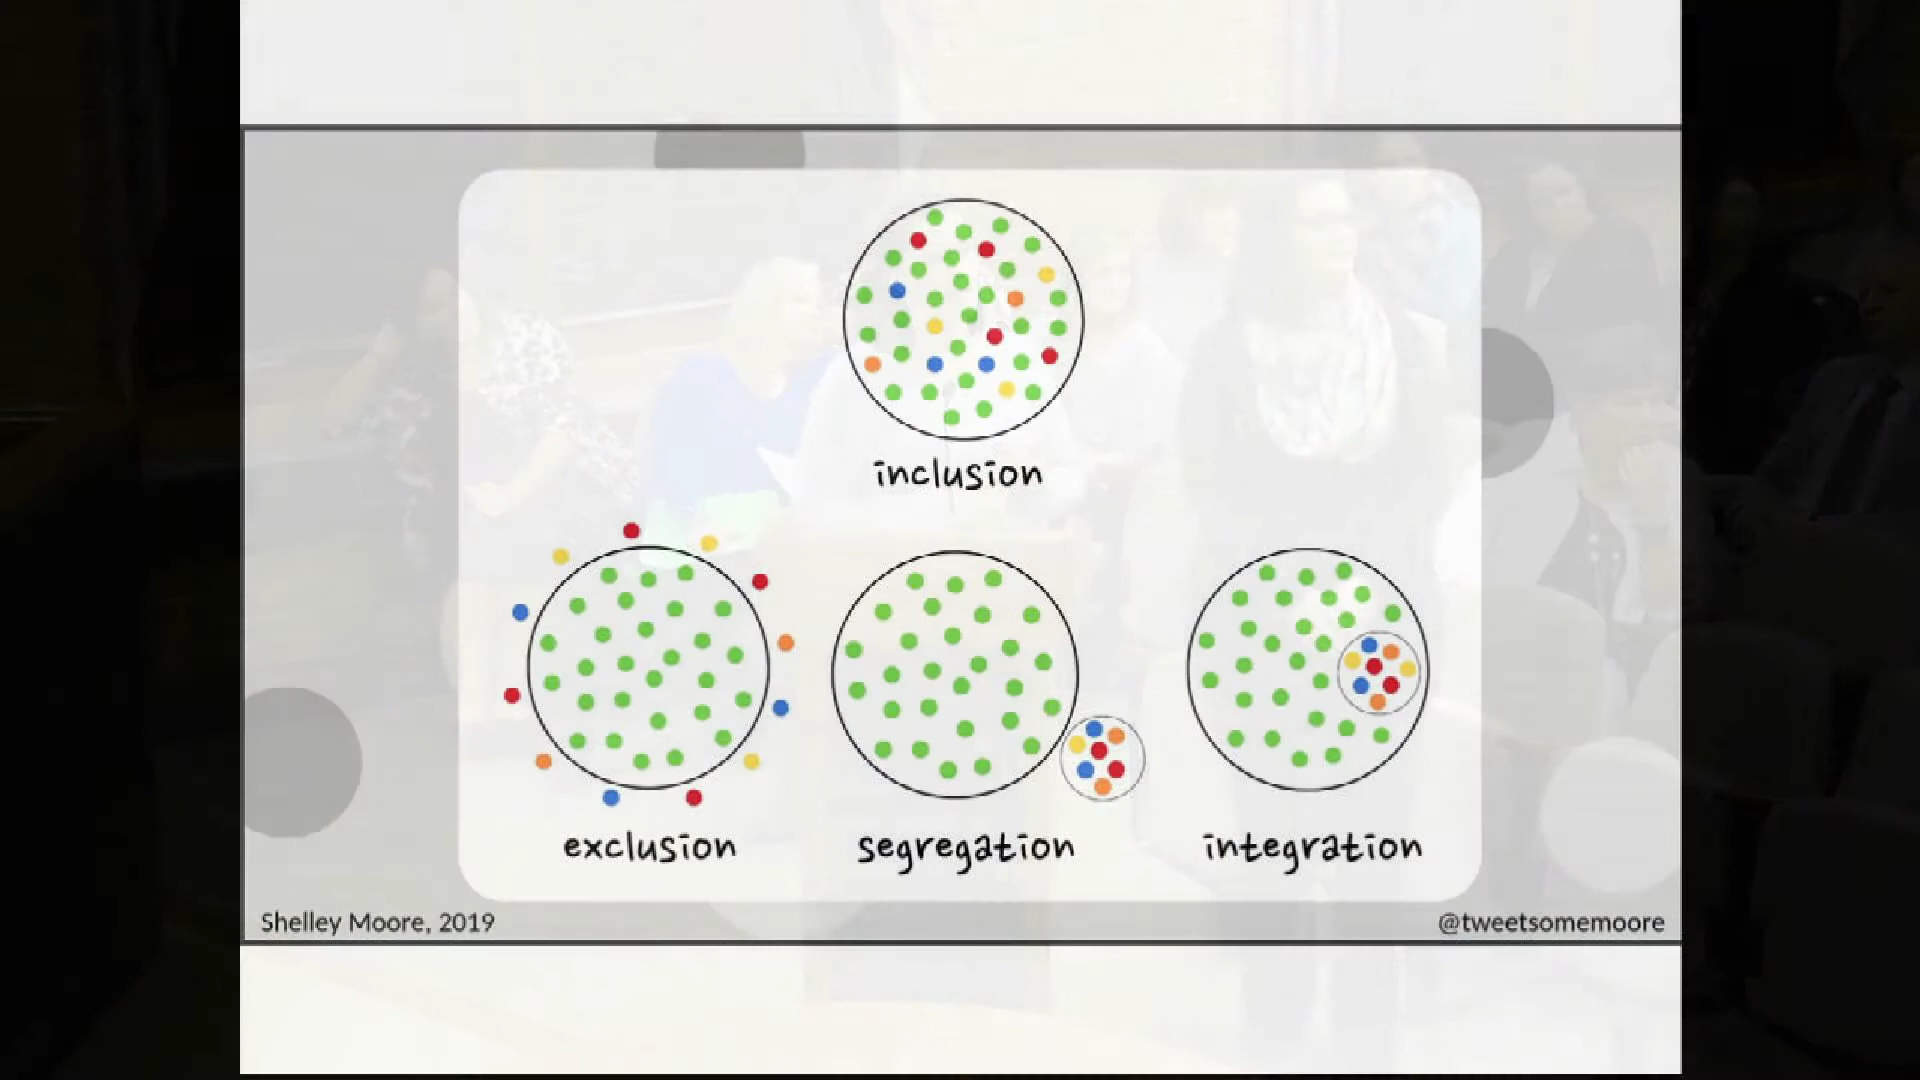 inclusion
exclusion
segregation
integration
Shelley Moore, 2019
@tweetsomemoore